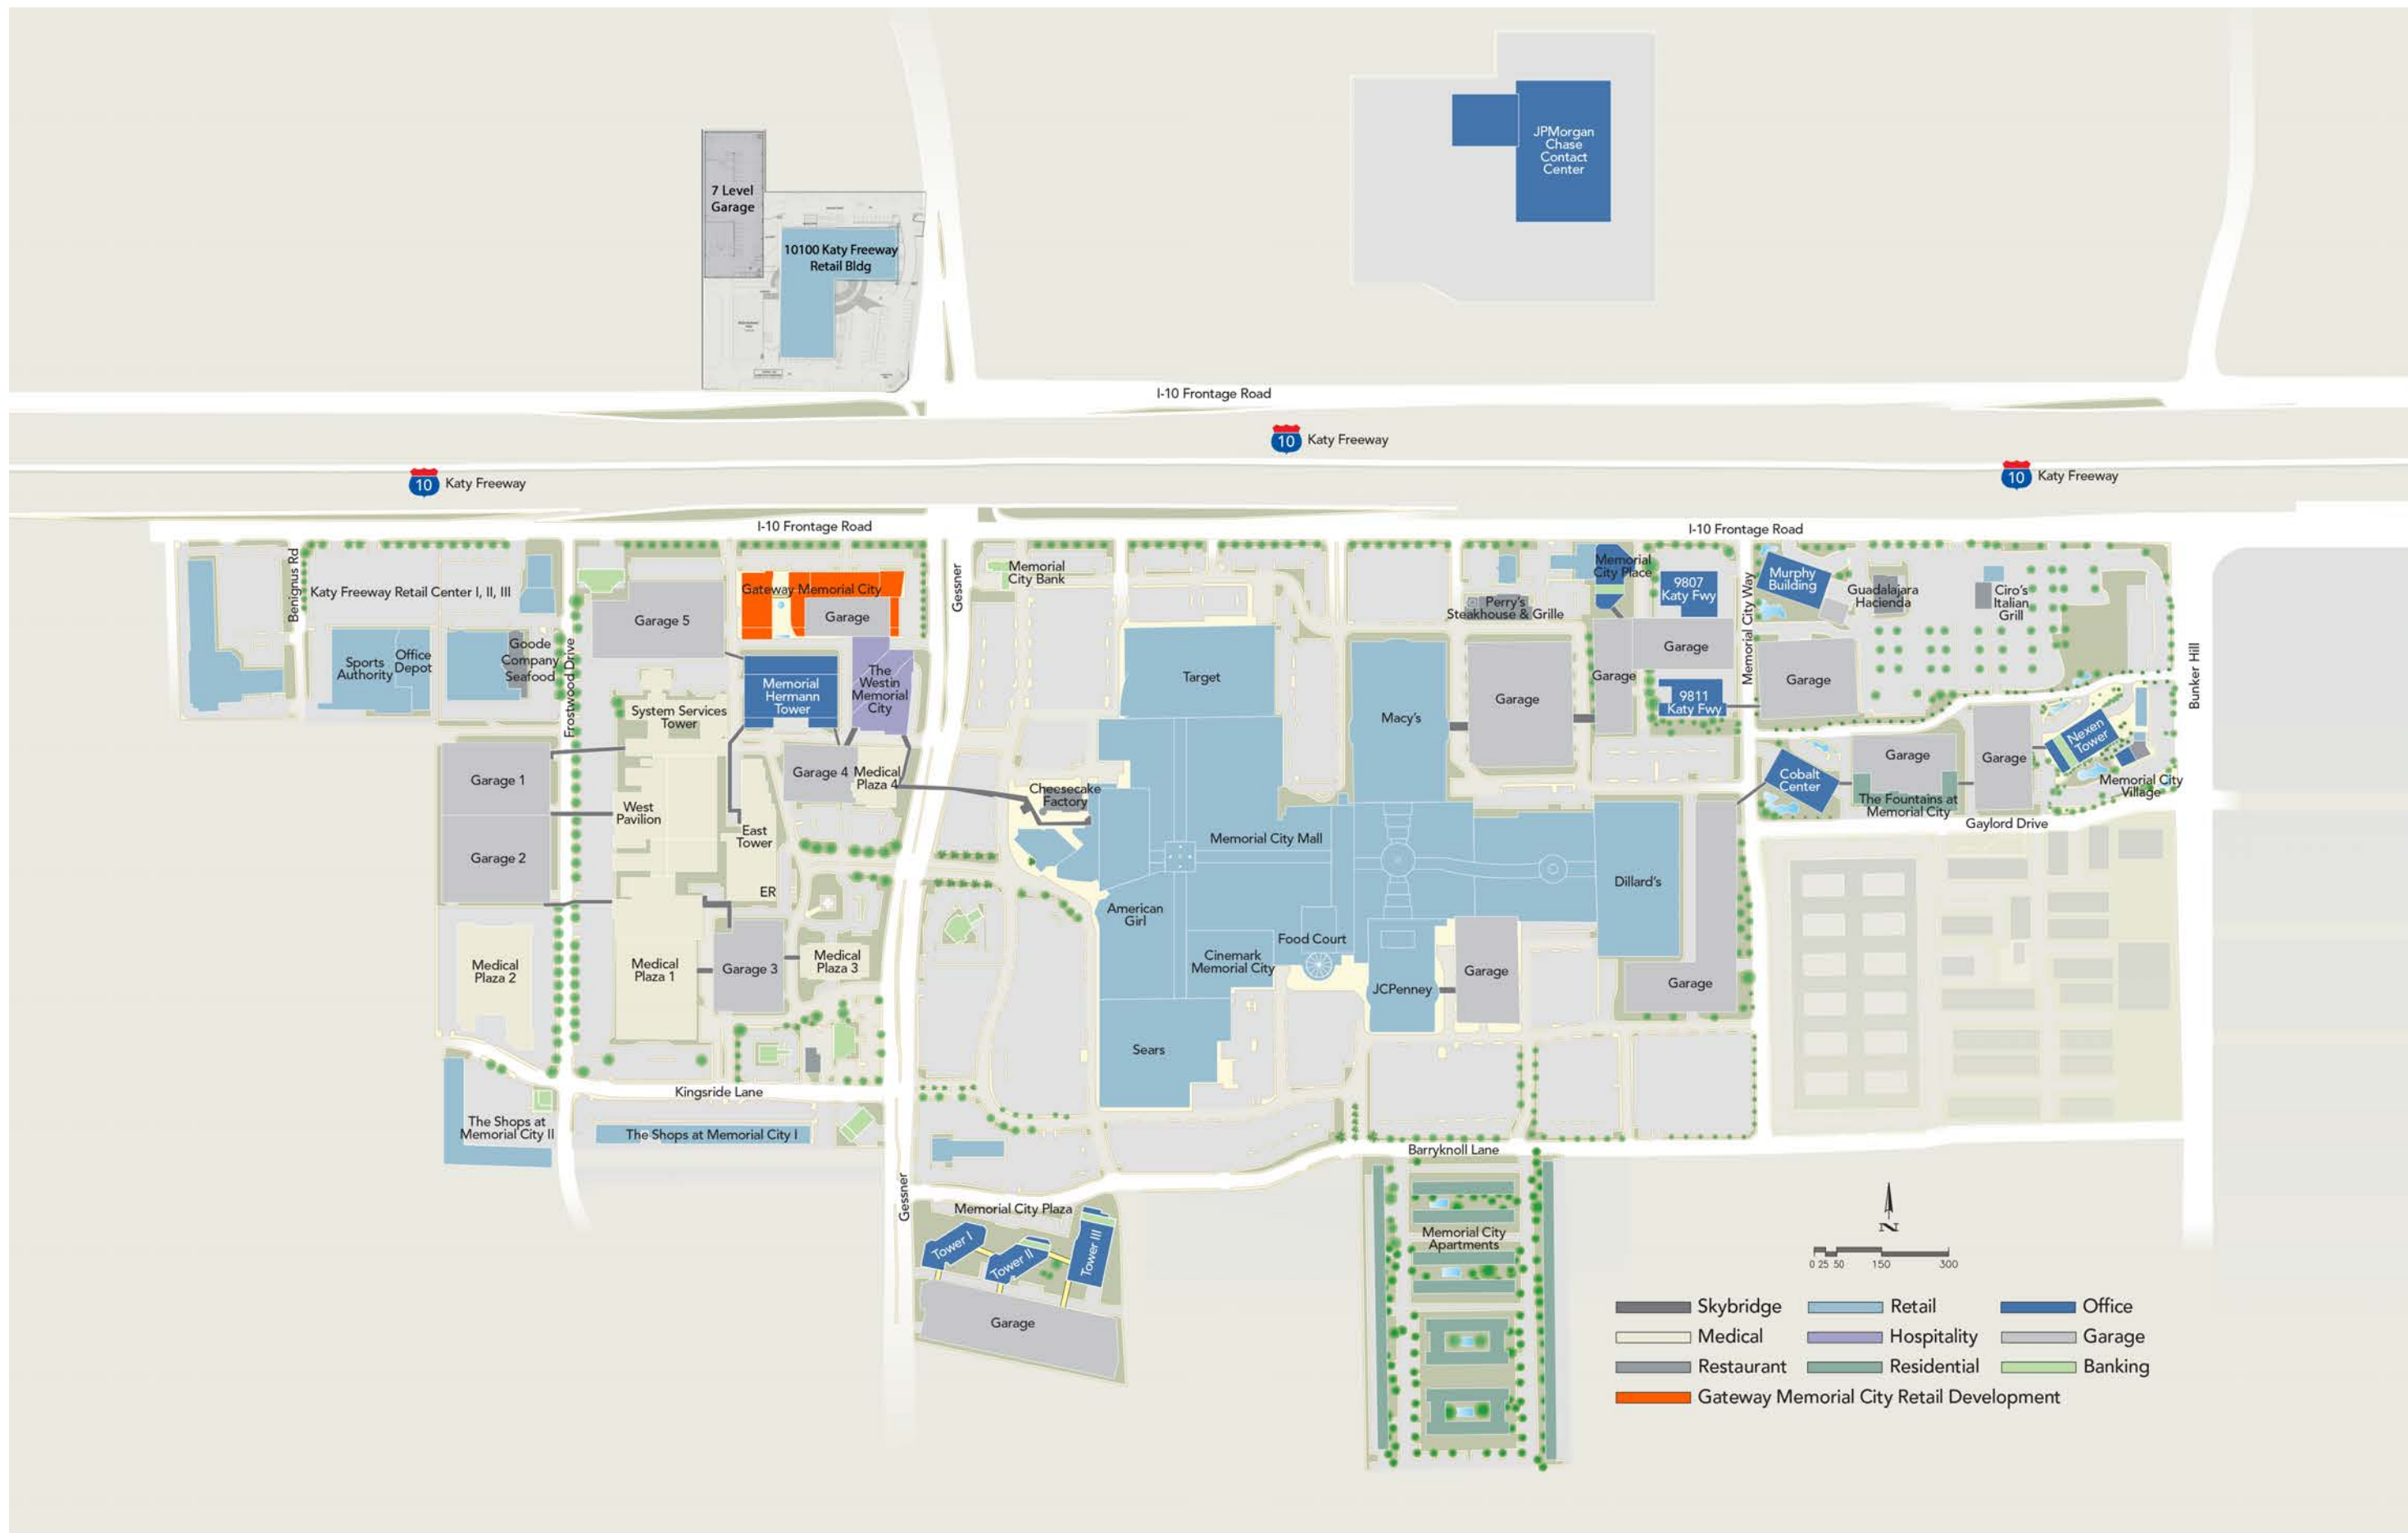 JPMorgan
Chase
Contact
Center
7 Level
Garage
10100 Katy Freeway
Retail Bldg
I-10 Frontage Road
10 Katy Freeway
10 Katy Freeway
10 Katy Freeway
I-10 Frontage Road
I-10 Frontage Road
Benignus Rd
Katy Freeway Retail Center I, II, III
Sports
Authority
Office
Depot
Goode
Company
Seafood
Frostwood Drive
Garage 5
Gateway Memorial City
Garage
Memorial
Hermann
Tower
The
Westin
Memorial
City
Gessner
Memorial
City Bank
System Services
Tower
Garage 1
Garage 2
West
Pavilion
East
Tower
ER
Garage 4
Medical
Plaza 4
Medical
Plaza 2
Medical
Plaza 1
Garage 3
Medical
Plaza 3
Kingsride Lane
The Shops at
Memorial City II
The Shops at Memorial City I
Cheesecake
Factory
Target
Macy's
Memorial City Mall
American
Girl
Cinemark
Memorial City
Food Court
Sears
JCPenney
Garage
Dillard's
Garage
Perry's
Steakhouse & Grille
Memorial
City Place
9807
Katy Fwy
Garage
Garage
Garage
9811
Katy Fwy
Memorial City Way
Murphy
Building
Guadalajara
Hacienda
Ciro's
Italian
Grill
Garage
Bunker Hill
Cobalt
Center
Garage
The Fountains at
Memorial City
Garage
Nexen
Tower
Memorial City
Village
Gaylord Drive
Barryknoll Lane
Gessner
Memorial City Plaza
Tower I
Tower II
Tower III
Garage
Memorial City
Apartments
N
0 25 50 150 300
Skybridge Retail Office
Medical Hospitality Garage
Restaurant Residential Banking
Gateway Memorial City Retail Development